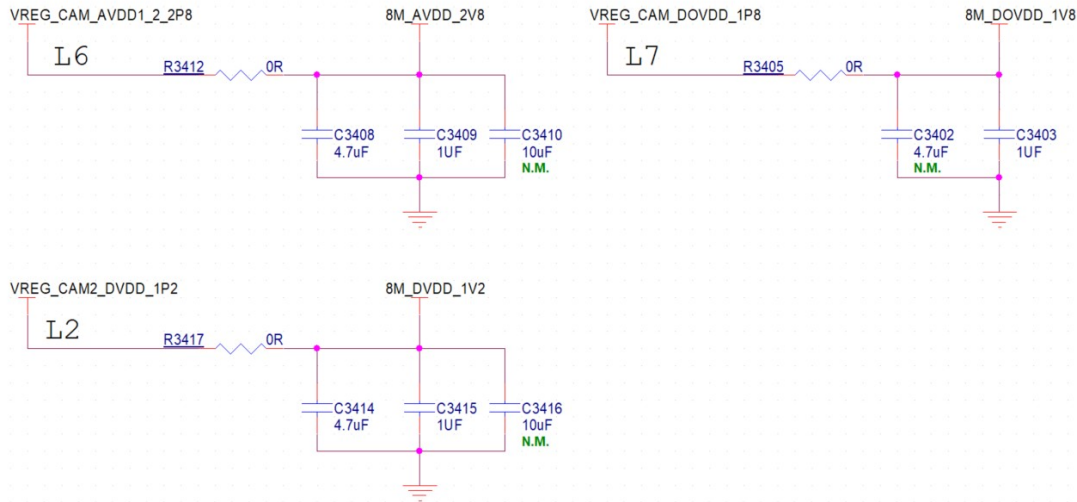 VREG_CAM_AVDD1_2_2P8
8M_AVDD_2V8
L6
R3412
0R
C3408
4.7uF
C3409
1UF
C3410
10uF
N.M.
VREG_CAM_DOVDD_1P8
8M_DOVDD_1V8
L7
R3405
0R
C3402
4.7uF
N.M.
C3403
1UF
VREG_CAM2_DVDD_1P2
8M_DVDD_1V2
L2
R3417
0R
C3414
4.7uF
C3415
1UF
C3416
10uF
N.M.